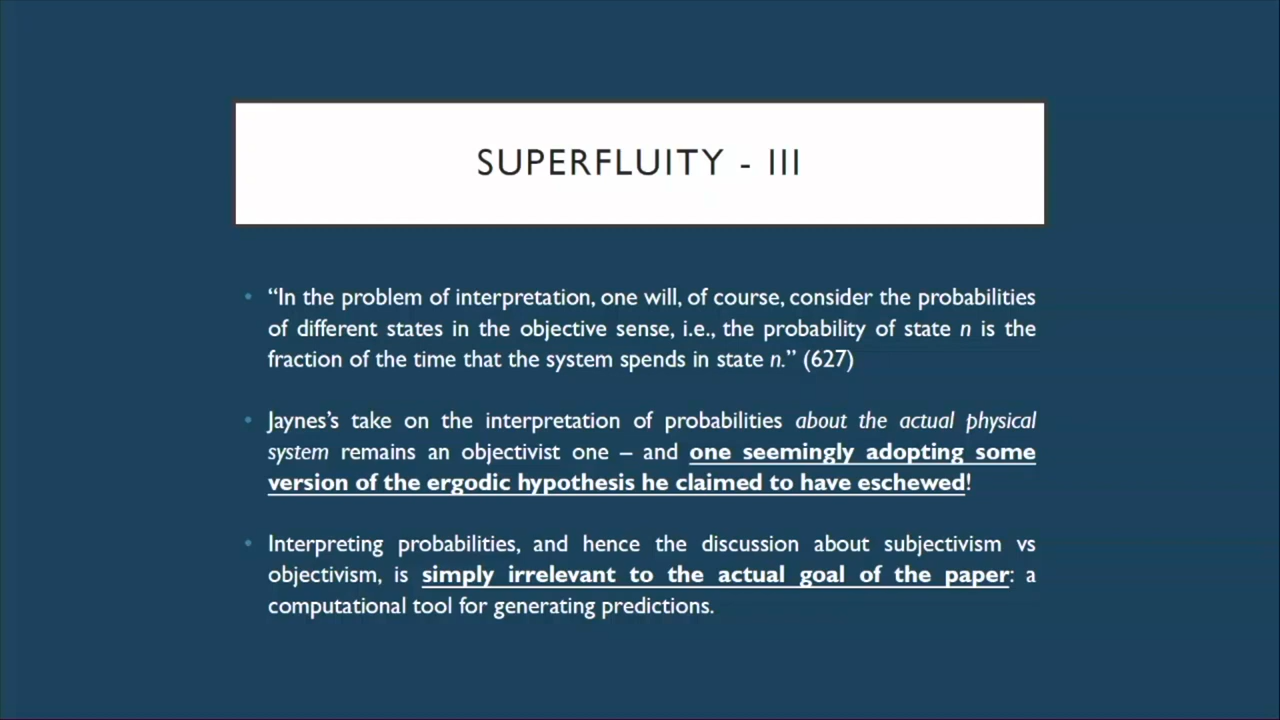 SUPERFLUITY - III
• “In the problem of interpretation, one will, of course, consider the probabilities
of different states in the objective sense, i.e., the probability of state n is the
fraction of the time that the system spends in state n.” (627)
• Jaynes’s take on the interpretation of probabilities about the actual physical
system remains an objectivist one – and one seemingly adopting some
version of the ergodic hypothesis he claimed to have eschewed!
• Interpreting probabilities, and hence the discussion about subjectivism vs
objectivism, is simply irrelevant to the actual goal of the paper: a
computational tool for generating predictions.